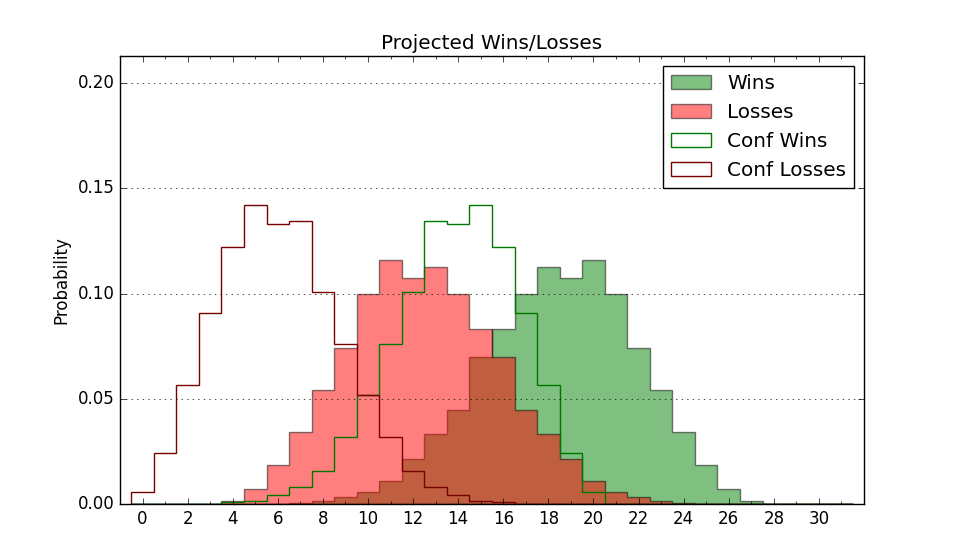 Projected Wins/Losses
0.20
0.15
0.10
0.05
0.00
Probability
Wins
Losses
Conf Wins
Conf Losses
0 2 4 6 8 10 12 14 16 18 20 22 24 26 28 30